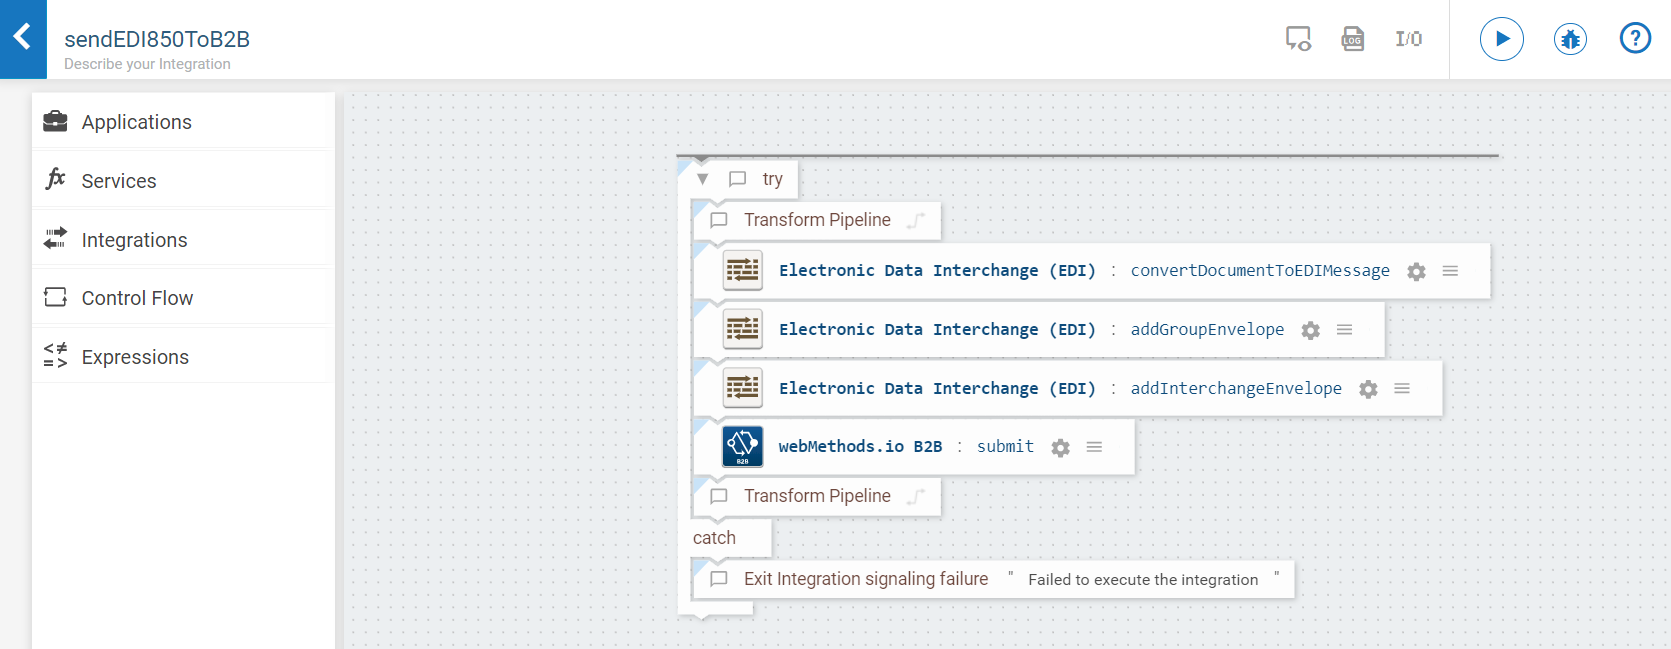 sendEDI850ToB2B
Describe your Integration
LOG
I/O
?
Applications
fx Services
Integrations
Control Flow
Expressions
try
Transform Pipeline
Electronic Data Interchange (EDI) : convertDocumentToEDIMessage
Electronic Data Interchange (EDI) : addGroupEnvelope
Electronic Data Interchange (EDI) : addInterchangeEnvelope
B2B webMethods.io B2B : submit
Transform Pipeline
catch
Exit Integration signaling failure " Failed to execute the integration "